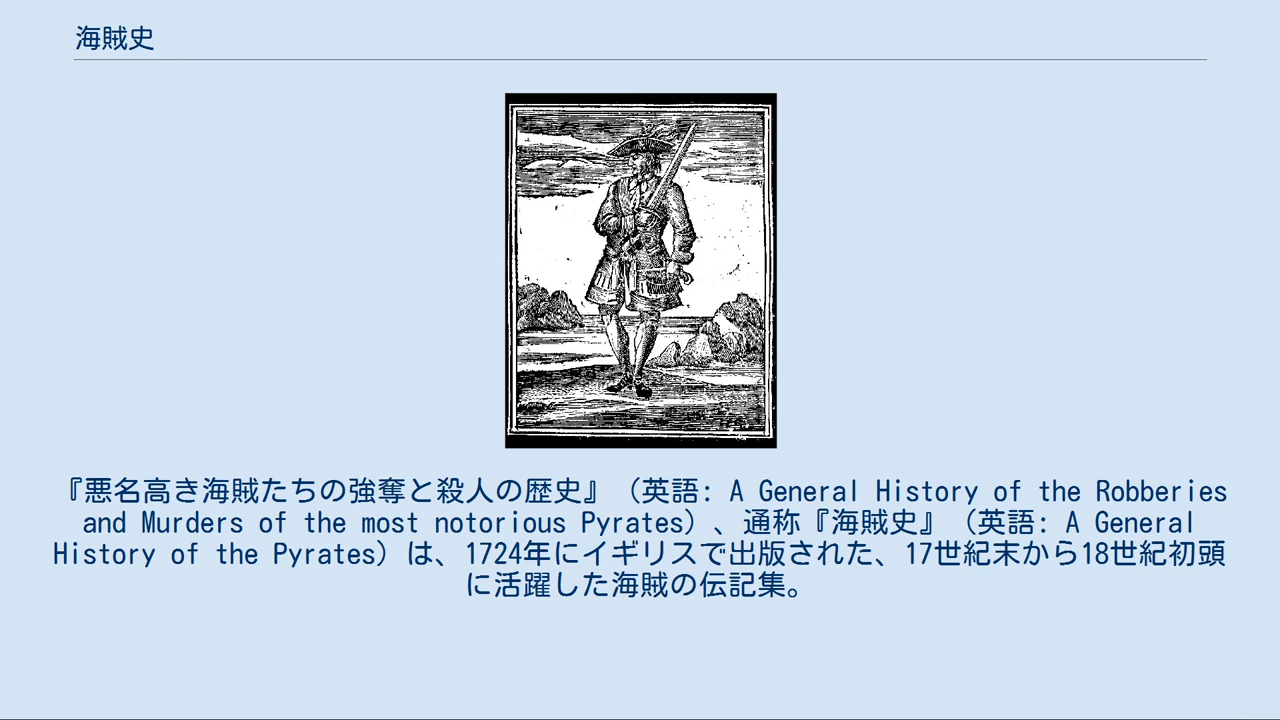 海賊史
『悪名高き海賊たちの強奪と殺人の歴史』（英語: A General History of the Robberies
and Murders of the most notorious Pyrates）、通称『海賊史』（英語: A General
History of the Pyrates）は、1724年にイギリスで出版された、17世紀末から18世紀初頭
に活躍した海賊の伝記集。